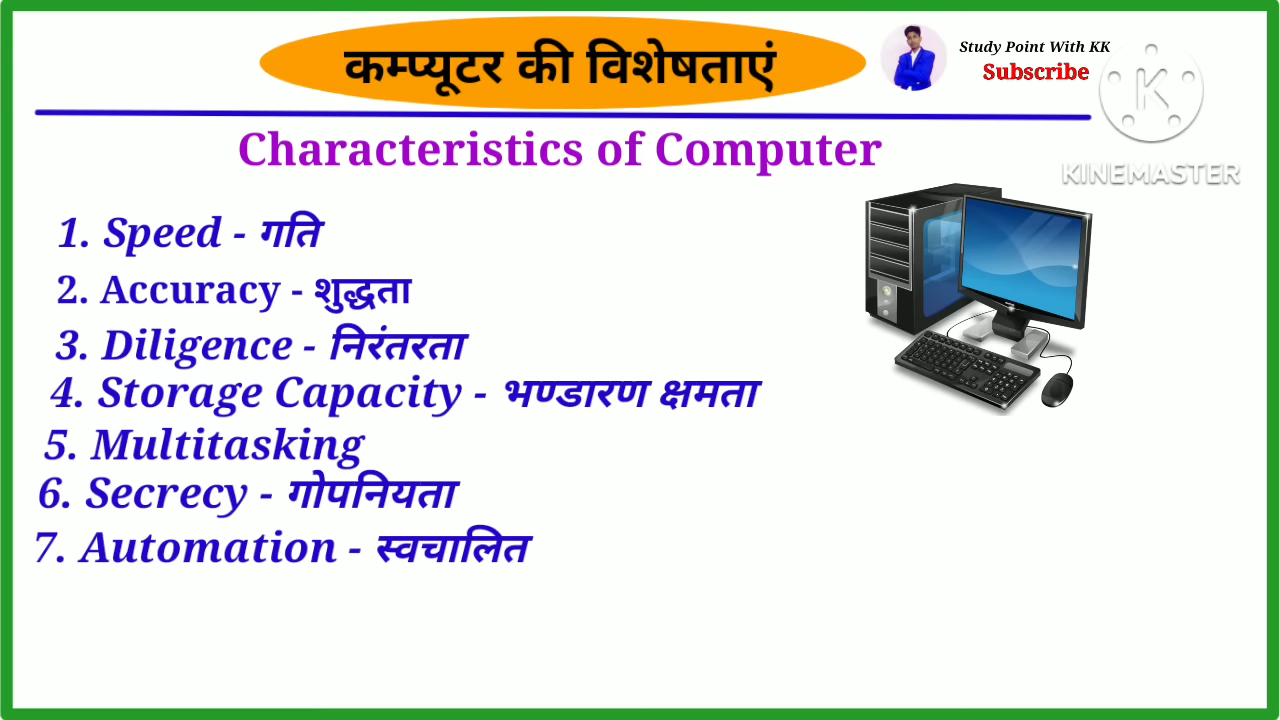 कम्प्यूटर की विशेषताएं
Study Point With KK
Subscribe
K
KINEMASTER
Characteristics of Computer
1. Speed - गति
2. Accuracy - शुद्धता
3. Diligence - निरंतरता
4. Storage Capacity - भण्डारण क्षमता
5. Multitasking
6. Secrecy - गोपनियता
7. Automation - स्वचालित